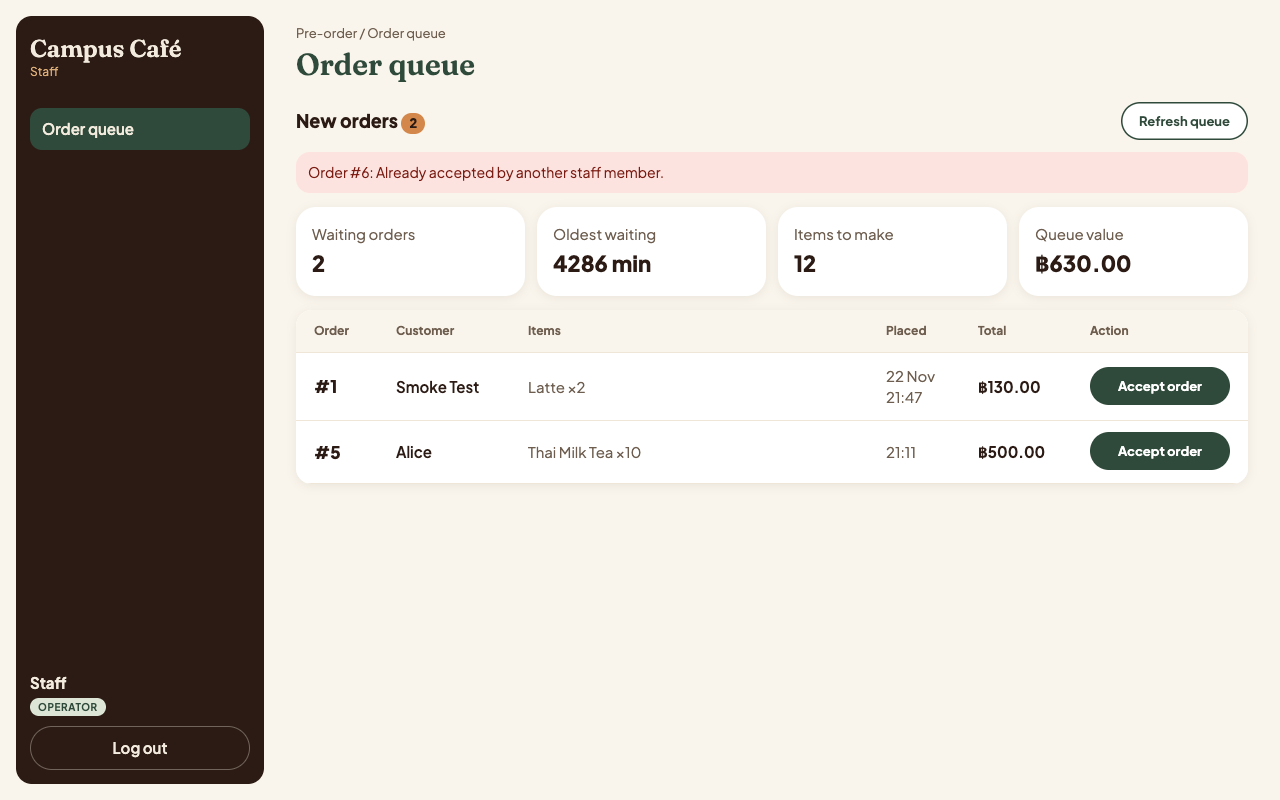 Campus Café
Staff
Order queue
Staff
OPERATOR
Log out
Pre-order / Order queue
Order queue
New orders 2
Refresh queue
Order #6: Already accepted by another staff member.
Waiting orders
2
Oldest waiting
4286 min
Items to make
12
Queue value
฿630.00
Order Customer Items Placed Total Action
#1 Smoke Test Latte ×2 22 Nov 21:47 ฿130.00 Accept order
#5 Alice Thai Milk Tea ×10 21:11 ฿500.00 Accept order